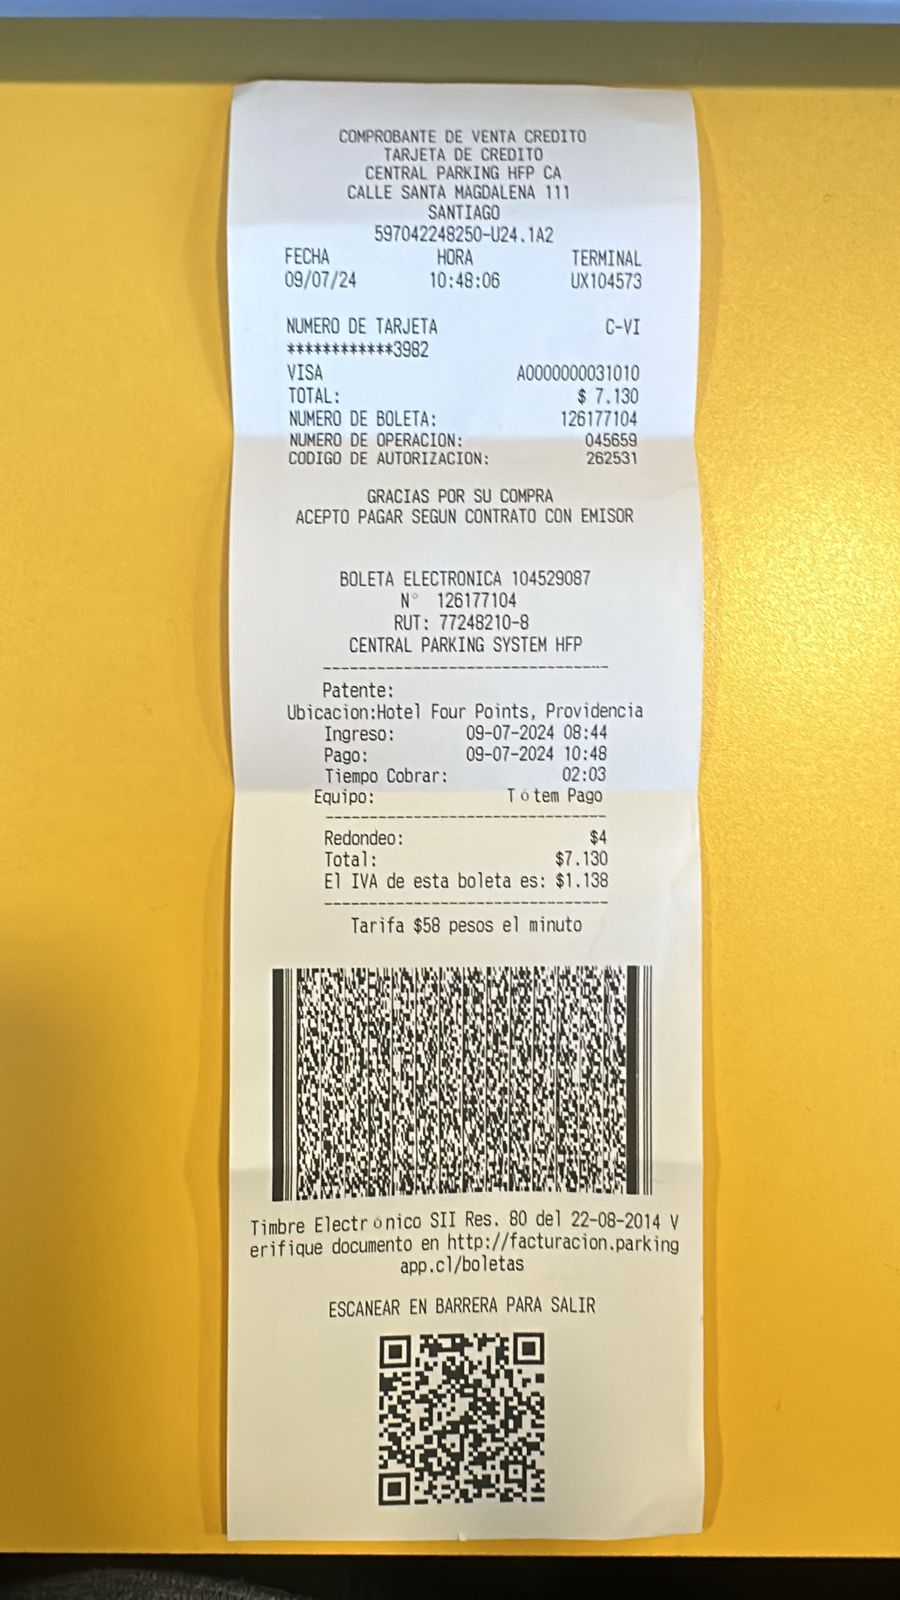 COMPROBANTE DE VENTA CREDITO
TARJETA DE CREDITO
CENTRAL PARKING HFP CA
CALLE SANTA MAGDALENA 111
SANTIAGO
597042248250-U24.1A2
FECHA HORA TERMINAL
09/07/24 10:48:06 UX104573
NUMERO DE TARJETA C-VI
************3982
VISA A0000000031010
TOTAL: $ 7.130
NUMERO DE BOLETA: 126177104
NUMERO DE OPERACION: 045659
CODIGO DE AUTORIZACION: 262531
GRACIAS POR SU COMPRA
ACEPTO PAGAR SEGUN CONTRATO CON EMISOR
BOLETA ELECTRONICA 104529087
N° 126177104
RUT: 77248210-8
CENTRAL PARKING SYSTEM HFP
--------------------------------
Patente:
Ubicacion:Hotel Four Points, Providencia
Ingreso: 09-07-2024 08:44
Pago: 09-07-2024 10:48
Tiempo Cobrar: 02:03
Equipo: Tótem Pago
--------------------------------
Redondeo: $4
Total: $7.130
El IVA de esta boleta es: $1.138
--------------------------------
Tarifa $58 pesos el minuto
Timbre Electrónico SII Res. 80 del 22-08-2014 V
erifique documento en http://facturacion.parking
app.cl/boletas
ESCANEAR EN BARRERA PARA SALIR